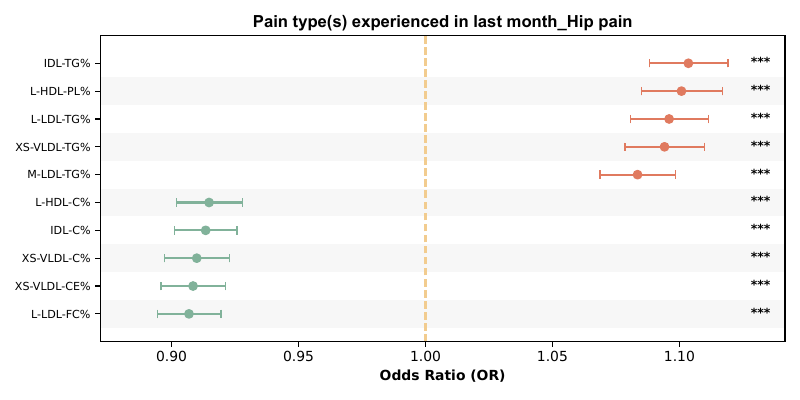 Pain type(s) experienced in last month_Hip pain
IDL-TG% ***
L-HDL-PL% ***
L-LDL-TG% ***
XS-VLDL-TG% ***
M-LDL-TG% ***
L-HDL-C% ***
IDL-C% ***
XS-VLDL-C% ***
XS-VLDL-CE% ***
L-LDL-FC% ***
0.90 0.95 1.00 1.05 1.10
Odds Ratio (OR)